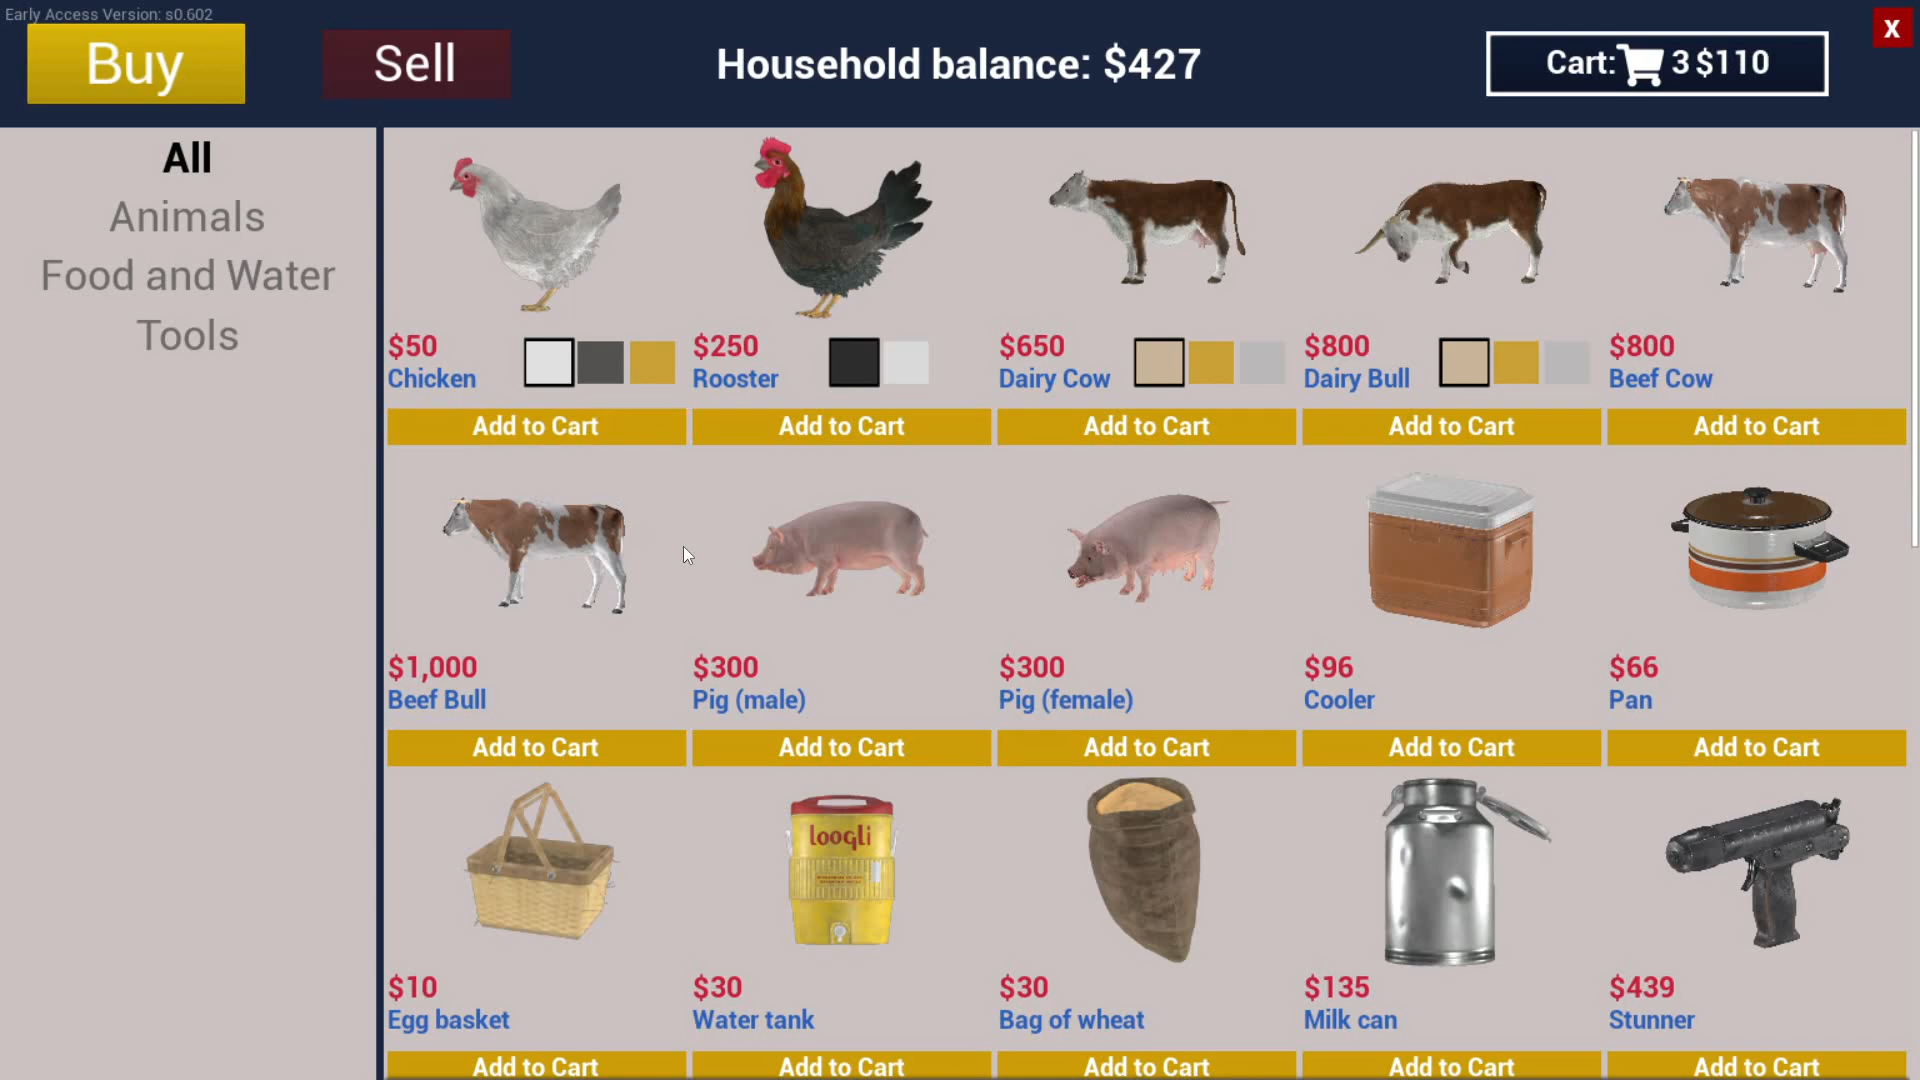 Early Access Version: s0.602
Buy
Sell
Household balance: $427
Cart: 3 $110
X
All
Animals
Food and Water
Tools
$50
Chicken
$250
Rooster
$650
Dairy Cow
$800
Dairy Bull
$800
Beef Cow
Add to Cart
Add to Cart
Add to Cart
Add to Cart
Add to Cart
$1,000
Beef Bull
$300
Pig (male)
$300
Pig (female)
$96
Cooler
$66
Pan
Add to Cart
Add to Cart
Add to Cart
Add to Cart
Add to Cart
loogli
$10
Egg basket
$30
Water tank
$30
Bag of wheat
$135
Milk can
$439
Stunner
Add to Cart
Add to Cart
Add to Cart
Add to Cart
Add to Cart